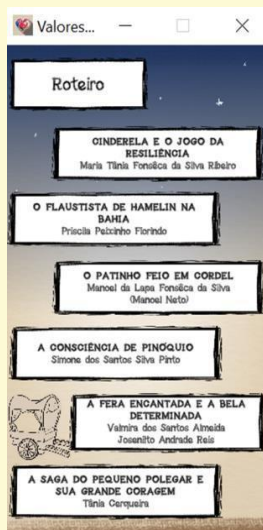 Valores...
Roteiro
CINDERELA E O JOGO DA
RESILIÊNCIA
Maria Tânia Fonsêca da Silva Ribeiro
O FLAUSTISTA DE HAMELIN NA
BAHIA
Priscila Peixinho Florindo
O PATINHO FEIO EM CORDEL
Manoel da Lapa Fonsêca da Silva
(Manoel Neto)
A CONSCIÊNCIA DE PINÓQUIO
Simone dos Santos Silva Pinto
A FERA ENCANTADA E A BELA
DETERMINADA
Valmira dos Santos Almeida
Josenilto Andrade Reis
A SAGA DO PEQUENO POLEGAR E
SUA GRANDE CORAGEM
Tânia Cerqueira